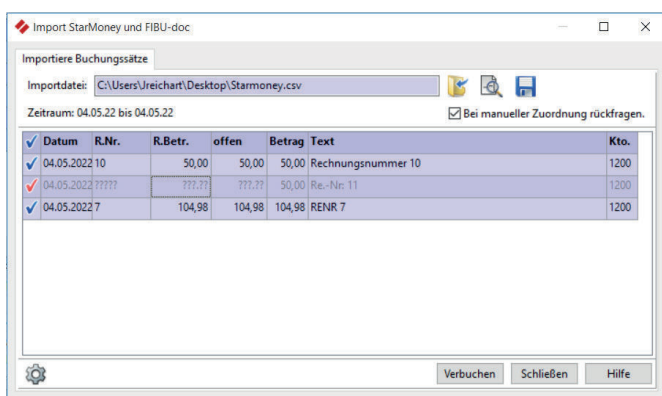 Import StarMoney und FIBU-doc
Importiere Buchungssätze
Importdatei: C:\Users\Jreichart\Desktop\Starmoney.csv
Zeitraum: 04.05.22 bis 04.05.22
Bei manueller Zuordnung rückfragen.
Datum R.Nr. R.Betr. offen Betrag Text Kto.
04.05.2022 10 50,00 50,00 50,00 Rechnungsnummer 10 1200
04.05.2022 ????? ???.?? ???.?? 50,00 Re.-Nr: 11 1200
04.05.2022 7 104,98 104,98 104,98 RENR 7 1200
Verbuchen Schließen Hilfe